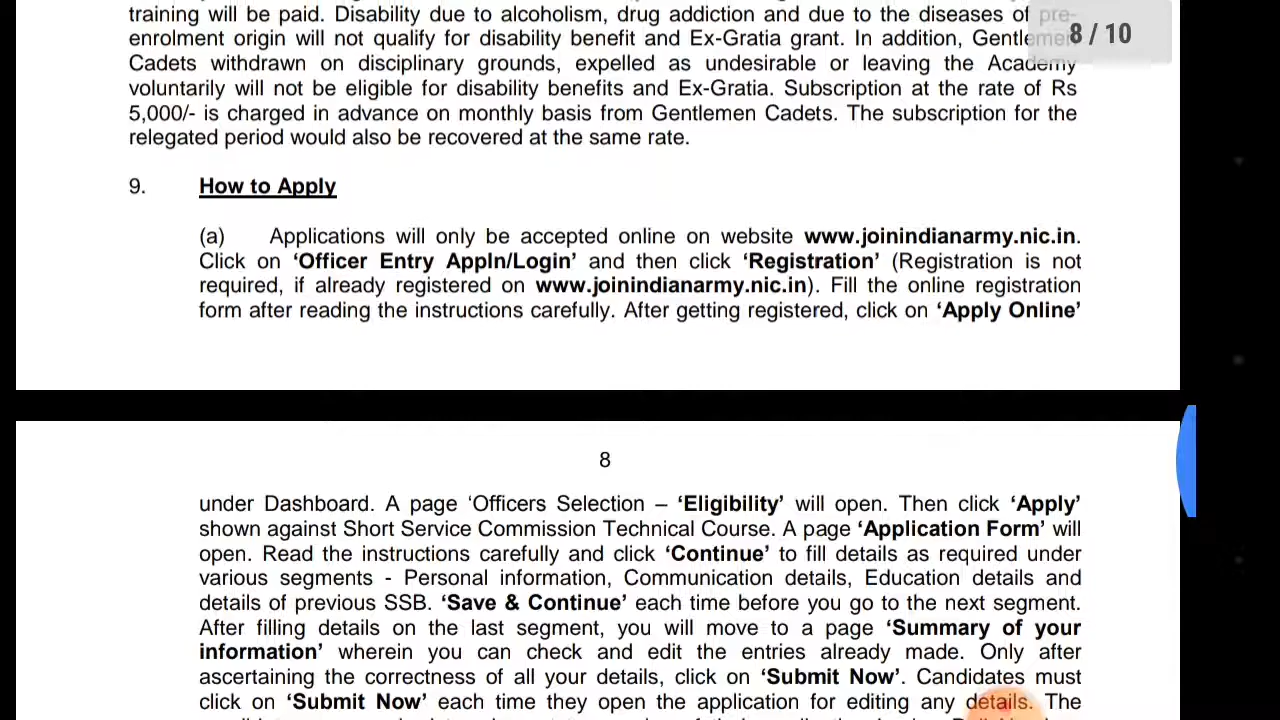 training will be paid. Disability due to alcoholism, drug addiction and due to the diseases of pre-
enrolment origin will not qualify for disability benefit and Ex-Gratia grant. In addition, Gentlemen
Cadets withdrawn on disciplinary grounds, expelled as undesirable or leaving the Academy
voluntarily will not be eligible for disability benefits and Ex-Gratia. Subscription at the rate of Rs
5,000/- is charged in advance on monthly basis from Gentlemen Cadets. The subscription for the
relegated period would also be recovered at the same rate.
8 / 10
9. How to Apply
(a) Applications will only be accepted online on website www.joinindianarmy.nic.in.
Click on ‘Officer Entry Appln/Login’ and then click ‘Registration’ (Registration is not
required, if already registered on www.joinindianarmy.nic.in). Fill the online registration
form after reading the instructions carefully. After getting registered, click on ‘Apply Online’
8
under Dashboard. A page ‘Officers Selection – ‘Eligibility’ will open. Then click ‘Apply’
shown against Short Service Commission Technical Course. A page ‘Application Form’ will
open. Read the instructions carefully and click ‘Continue’ to fill details as required under
various segments - Personal information, Communication details, Education details and
details of previous SSB. ‘Save & Continue’ each time before you go to the next segment.
After filling details on the last segment, you will move to a page ‘Summary of your
information’ wherein you can check and edit the entries already made. Only after
ascertaining the correctness of all your details, click on ‘Submit Now’. Candidates must
click on ‘Submit Now’ each time they open the application for editing any details. The